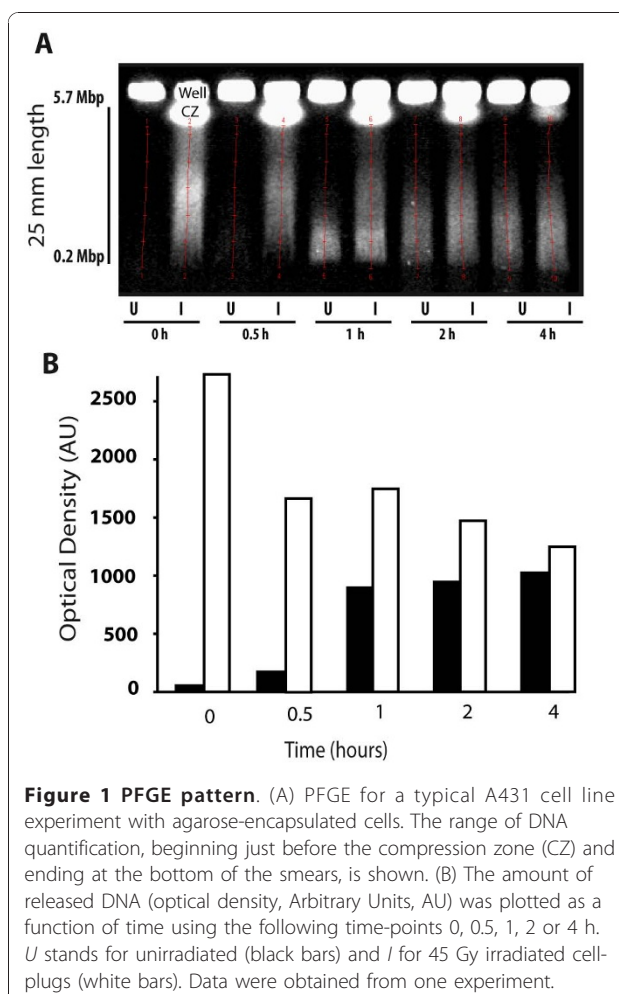 A
5.7 Mbp
Well
CZ
25 mm length
0.2 Mbp
U I U I U I U I U I
0 h 0.5 h 1 h 2 h 4 h
B
Optical Density (AU)
2500
2000
1500
1000
500
0
0 0.5 1 2 4
Time (hours)
Figure 1 PFGE pattern. (A) PFGE for a typical A431 cell line
experiment with agarose-encapsulated cells. The range of DNA
quantification, beginning just before the compression zone (CZ) and
ending at the bottom of the smears, is shown. (B) The amount of
released DNA (optical density, Arbitrary Units, AU) was plotted as a
function of time using the following time-points 0, 0.5, 1, 2 or 4 h.
U stands for unirradiated (black bars) and I for 45 Gy irradiated cell-
plugs (white bars). Data were obtained from one experiment.